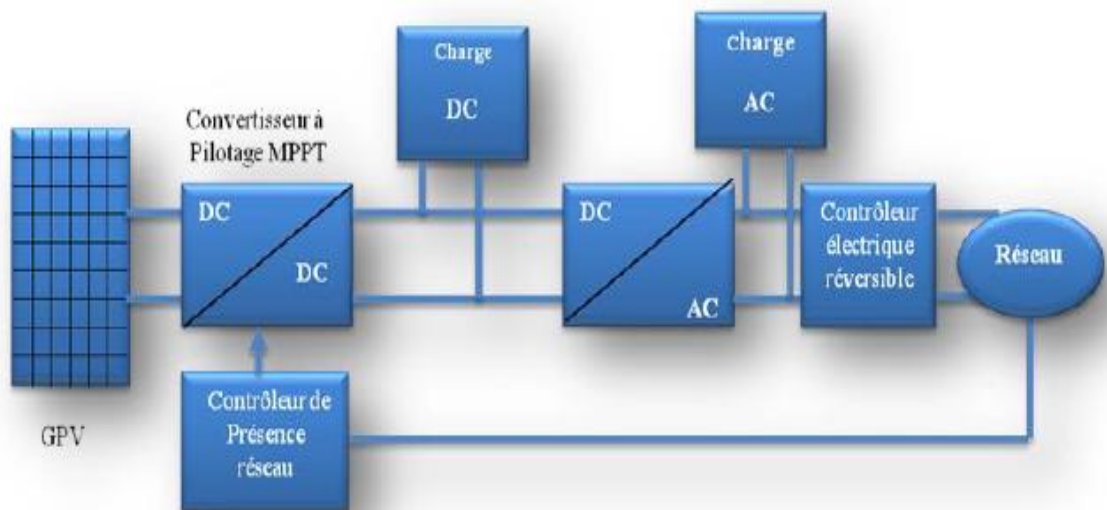 Charge
DC
Charge
AC
Convertisseur à
Pilotage MPPT
DC
DC
DC
AC
Contrôleur
électrique
réversible
Réseau
GPV
Contrôleur de
Présence
réseau